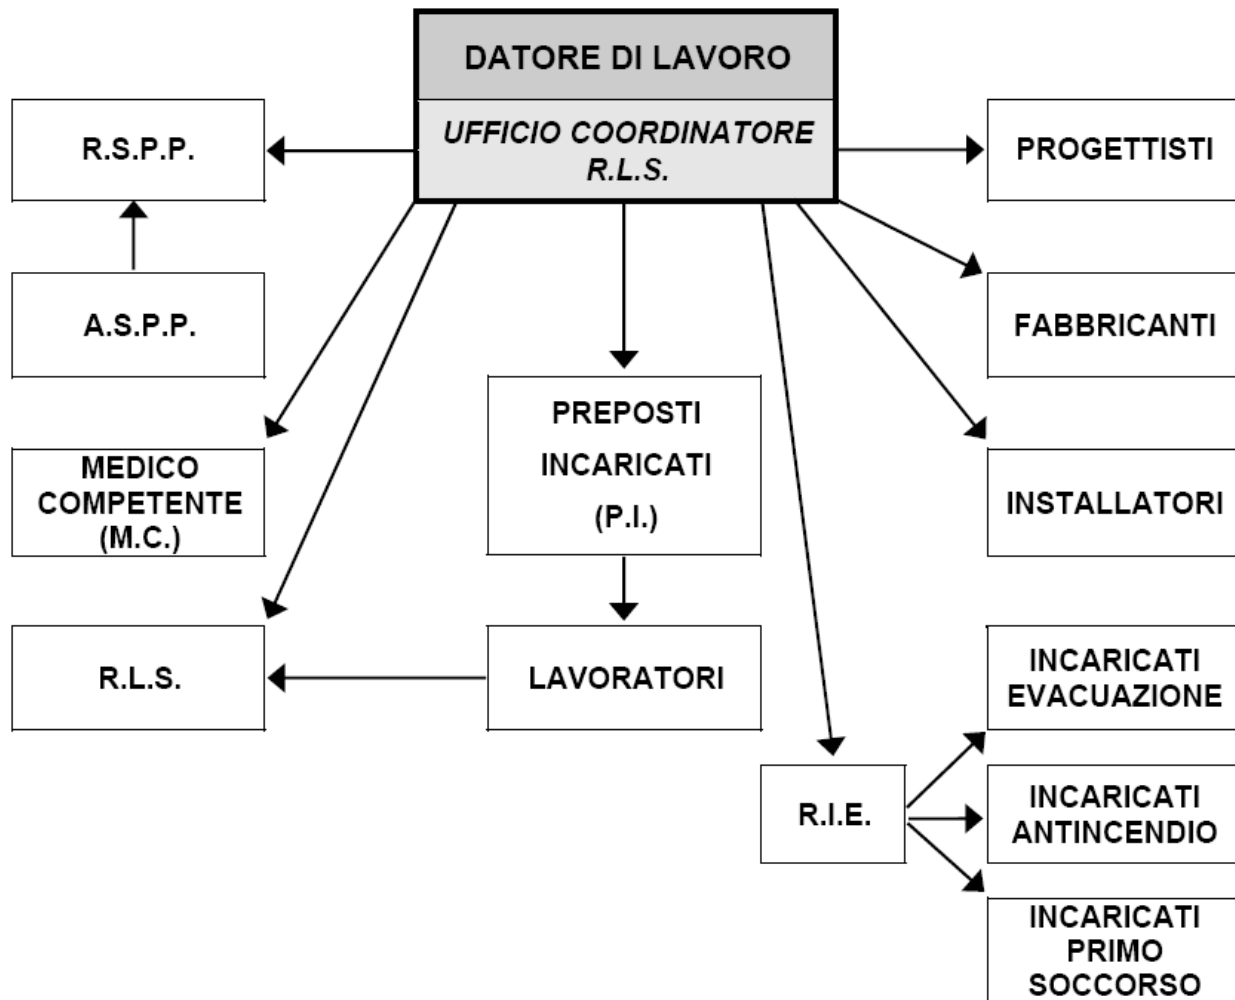 DATORE DI LAVORO
UFFICIO COORDINATORE
R.L.S.
R.S.P.P.
PROGETTISTI
A.S.P.P.
FABBRICANTI
PREPOSTI
INCARICATI
(P.I.)
MEDICO
COMPETENTE
(M.C.)
INSTALLATORI
R.L.S.
LAVORATORI
INCARICATI
EVACUAZIONE
R.I.E.
INCARICATI
ANTINCENDIO
INCARICATI
PRIMO
SOCCORSO